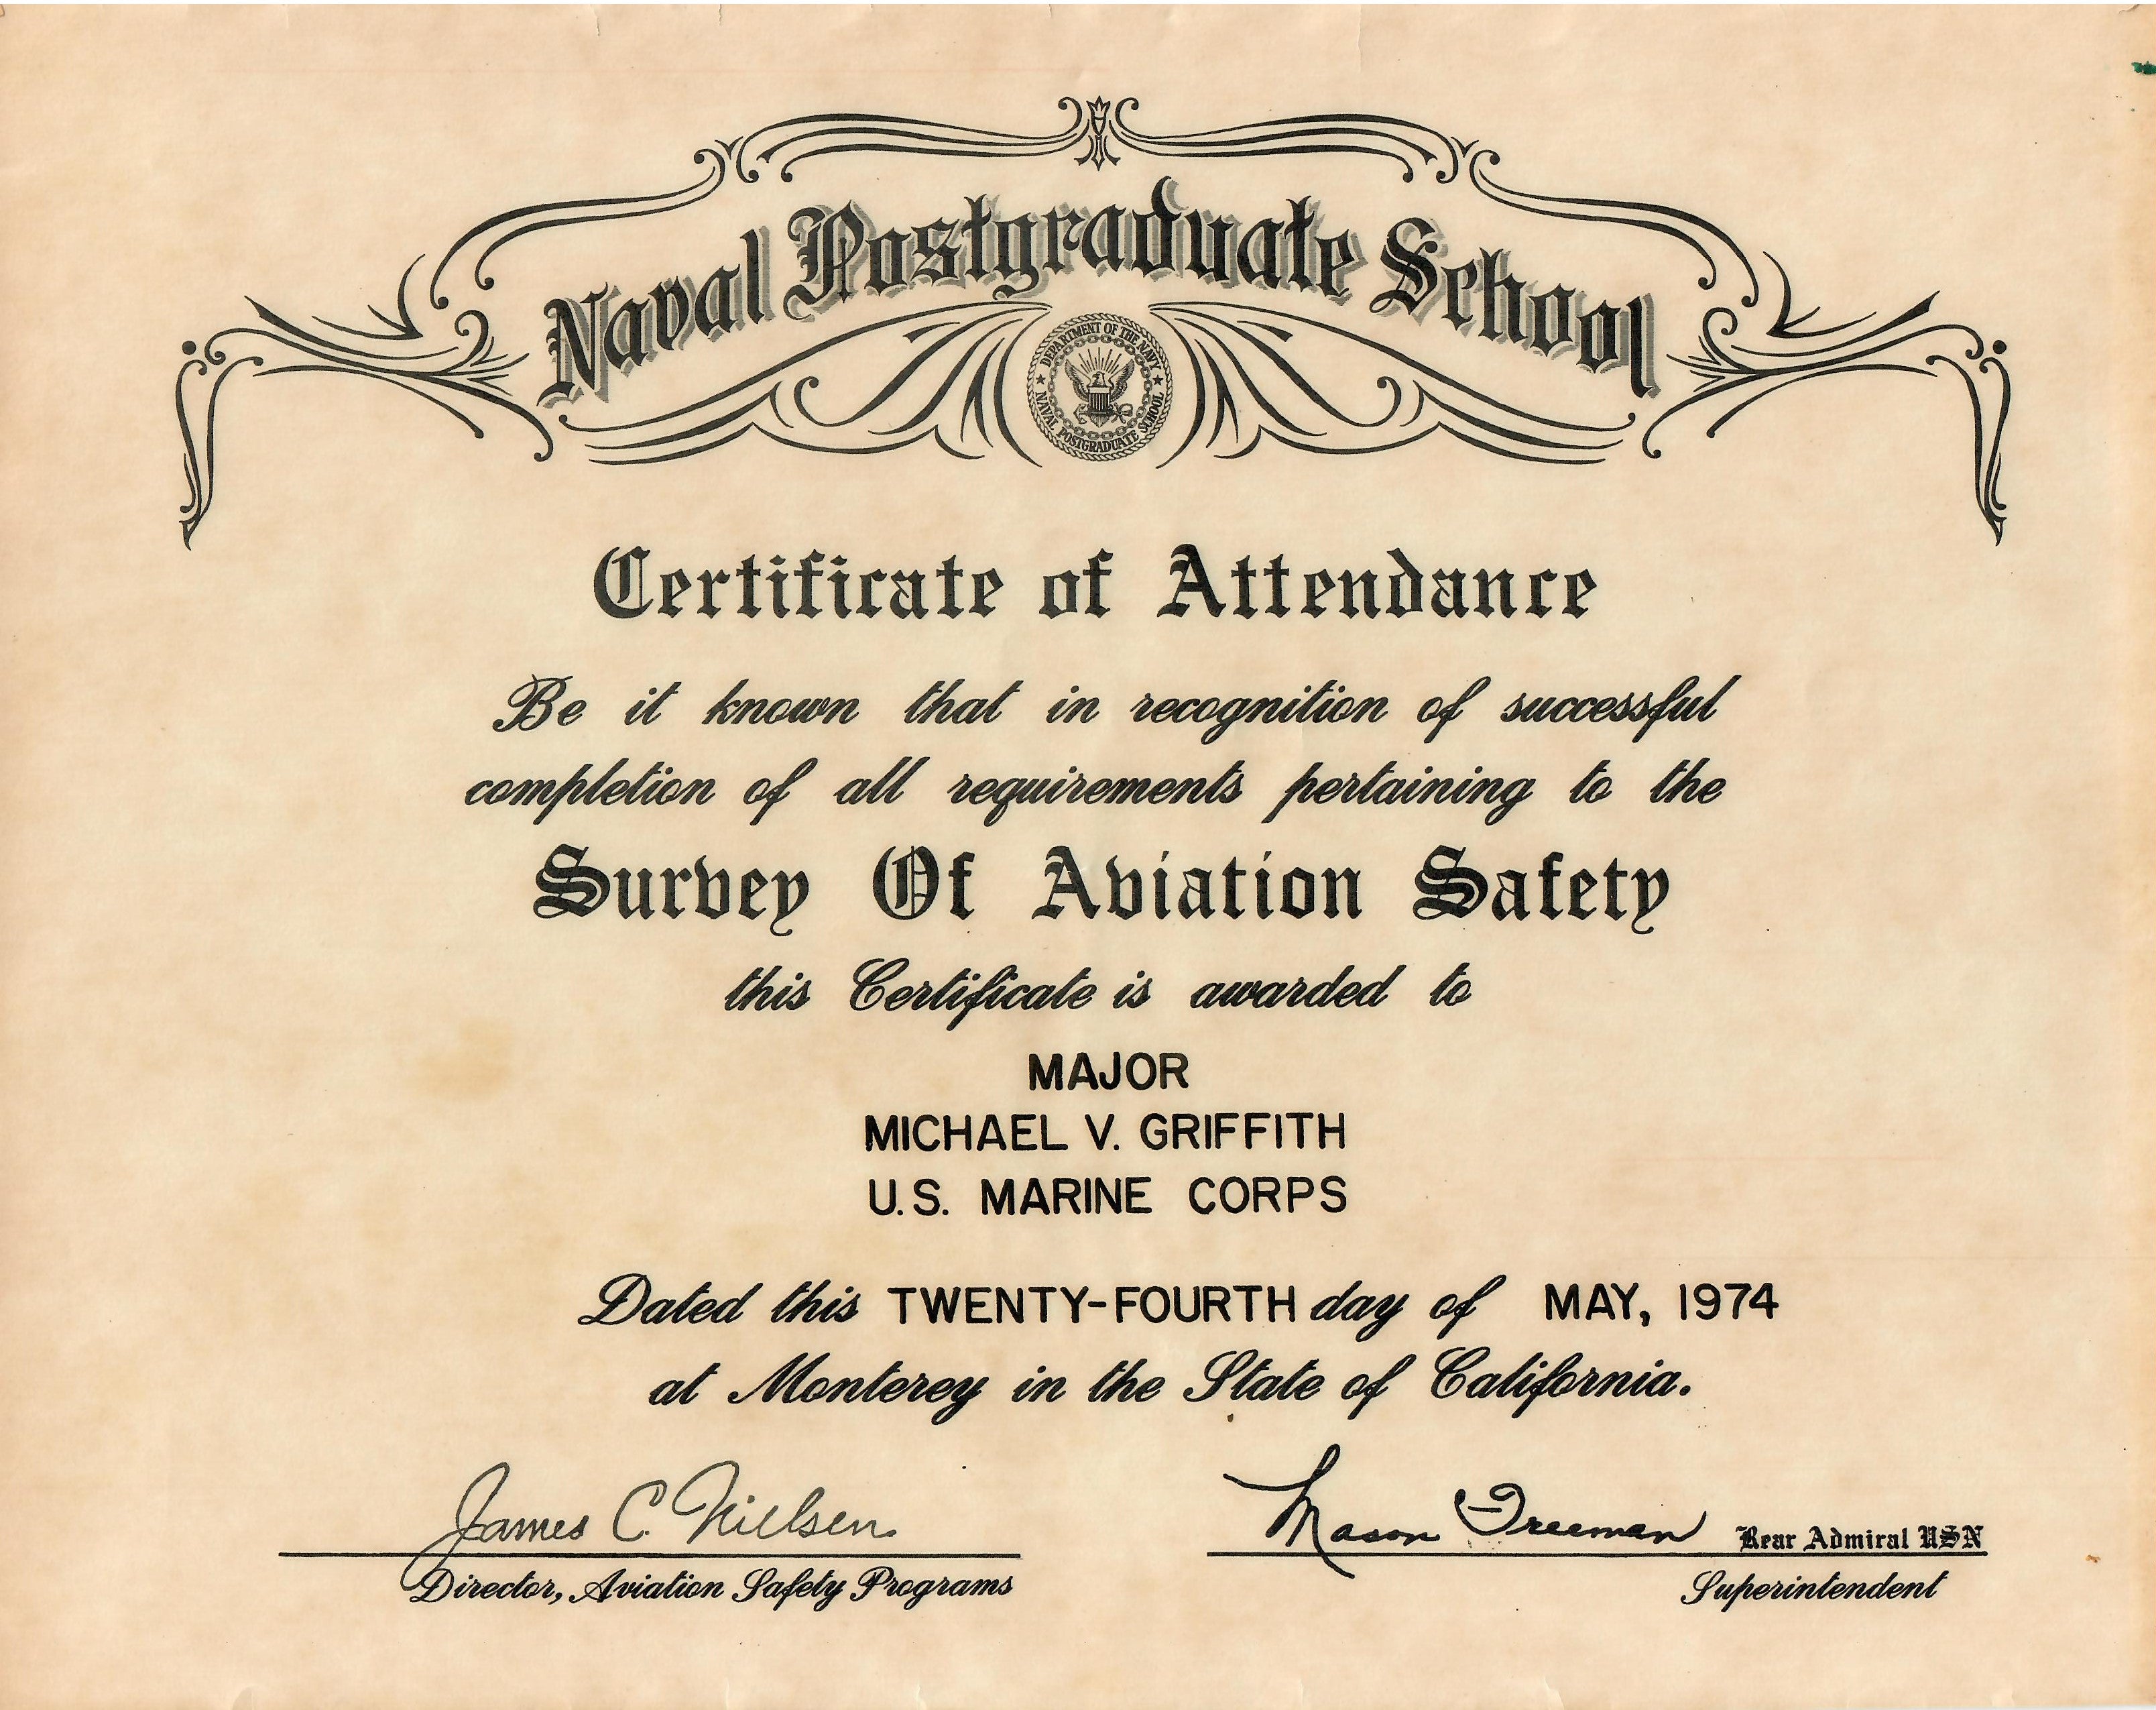 Naval Postgraduate School
DEPARTMENT OF THE NAVY
NAVAL POSTGRADUATE SCHOOL
Certificate of Attendance
Be it known that in recognition of successful
completion of all requirements pertaining to the
Survey Of Aviation Safety
this Certificate is awarded to
MAJOR
MICHAEL V. GRIFFITH
U.S. MARINE CORPS
Dated this TWENTY-FOURTH day of MAY, 1974
at Monterey in the State of California.
James C. Nielsen
Mason Freeman Rear Admiral USN
Director, Aviation Safety Programs
Superintendent